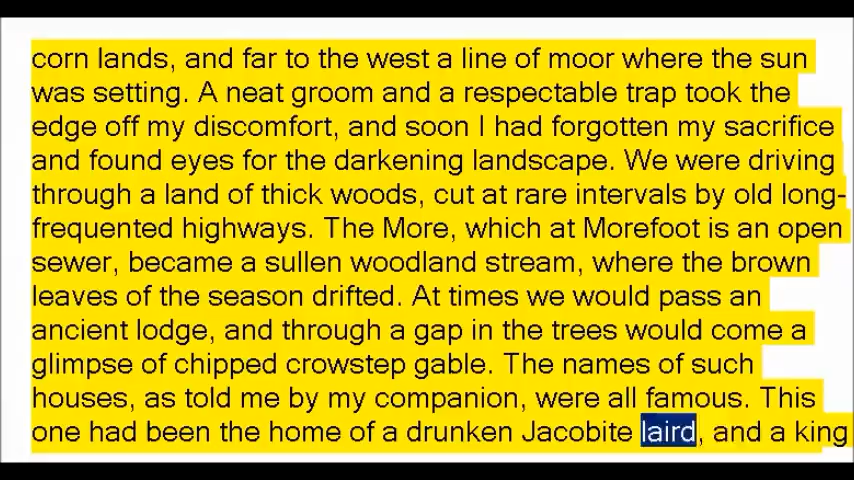 corn lands, and far to the west a line of moor where the sun
was setting. A neat groom and a respectable trap took the
edge off my discomfort, and soon I had forgotten my sacrifice
and found eyes for the darkening landscape. We were driving
through a land of thick woods, cut at rare intervals by old long-
frequented highways. The More, which at Morefoot is an open
sewer, became a sullen woodland stream, where the brown
leaves of the season drifted. At times we would pass an
ancient lodge, and through a gap in the trees would come a
glimpse of chipped crowstep gable. The names of such
houses, as told me by my companion, were all famous. This
one had been the home of a drunken Jacobite laird, and a king